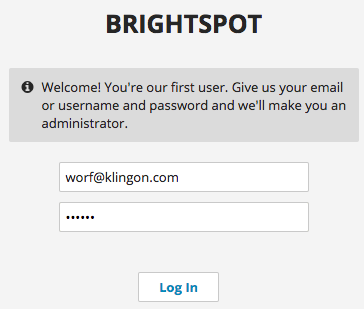 BRIGHTSPOT
Welcome! You're our first user. Give us your email
or username and password and we'll make you an
administrator.
worf@klingon.com
••••••
Log In